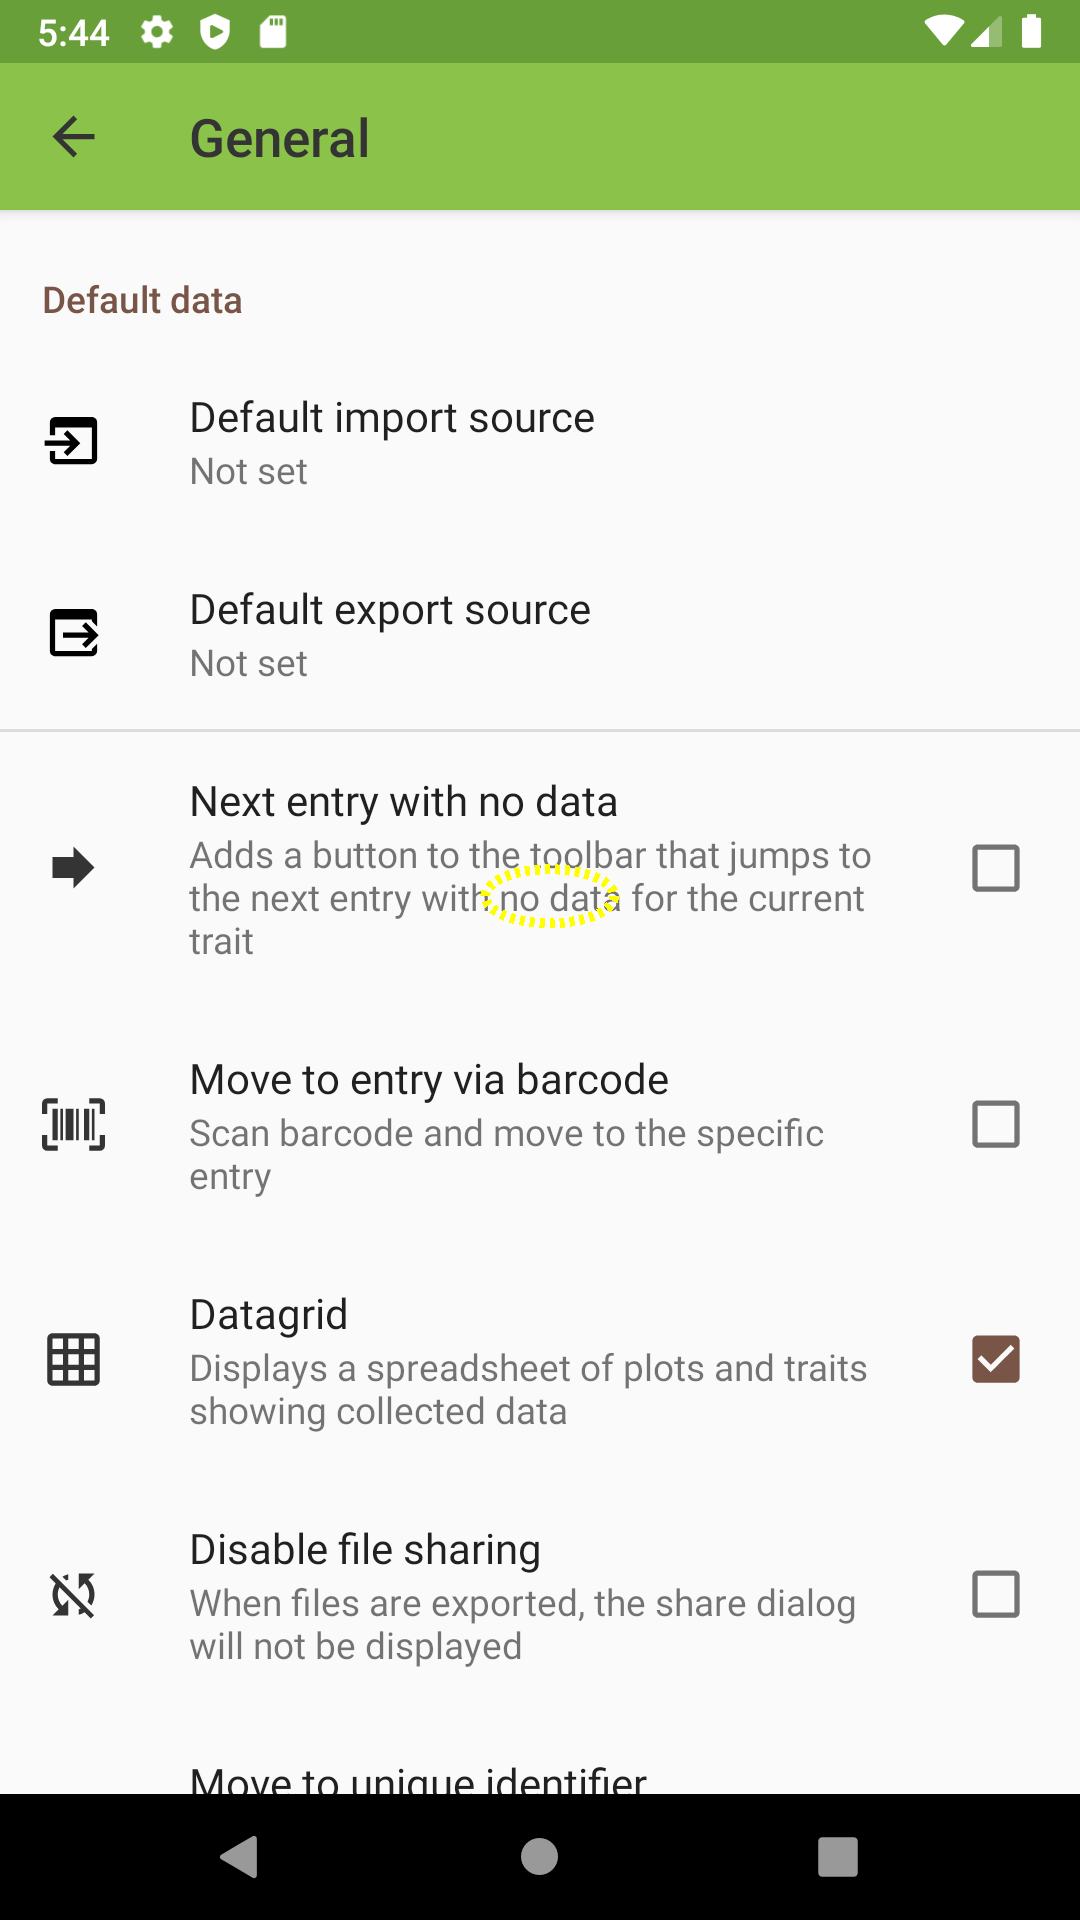 5:44
General
Default data
Default import source
Not set
Default export source
Not set
Next entry with no data
Adds a button to the toolbar that jumps to
the next entry with no data for the current
trait
Move to entry via barcode
Scan barcode and move to the specific
entry
Datagrid
Displays a spreadsheet of plots and traits
showing collected data
Disable file sharing
When files are exported, the share dialog
will not be displayed
Move to unique identifier